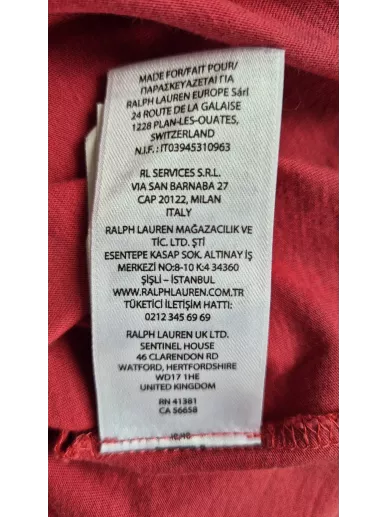 MADE FOR/FAIT POUR/
ΠΑΡΑΣΚΕΥΑΖΕΤΑΙ ΓΙΑ
RALPH LAUREN EUROPE Sárl
24 ROUTE DE LA GALAISE
1228 PLAN-LES-OUATES,
SWITZERLAND
N.I.F.: IT03945310963
RL SERVICES S.R.L.
VIA SAN BARNABA 27
CAP 20122, MILAN
ITALY
RALPH LAUREN MAĞAZACILIK VE
TİC. LTD. ŞTİ
ESENTEPE KASAP SOK. ALTINAY İŞ
MERKEZİ NO:8-10 K:4 34360
ŞİŞLİ – İSTANBUL
WWW.RALPHLAUREN.COM.TR
TÜKETİCİ İLETİŞİM HATTI:
0212 345 69 69
RALPH LAUREN UK LTD.
SENTINEL HOUSE
46 CLARENDON RD
WATFORD, HERTFORDSHIRE
WD17 1HE
UNITED KINGDOM
RN 41381
CA 56658